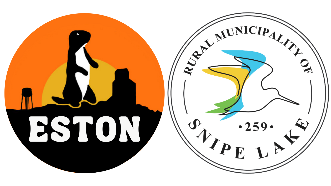 ESTON
RURAL MUNICIPALITY OF
·259·
SNIPE LAKE